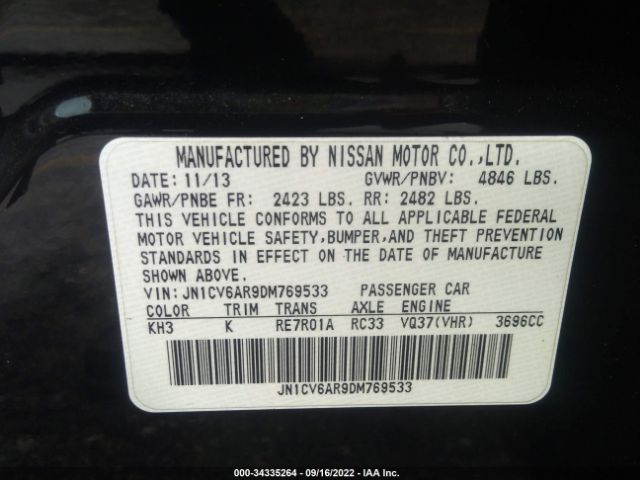 MANUFACTURED BY NISSAN MOTOR CO.,LTD.
DATE: 11/13 GVWR/PNBV: 4846 LBS.
GAWR/PNBE FR: 2423 LBS. RR: 2482 LBS.
THIS VEHICLE CONFORMS TO ALL APPLICABLE FEDERAL
MOTOR VEHICLE SAFETY,BUMPER,AND THEFT PREVENTION
STANDARDS IN EFFECT ON THE DATE OF MANUFACTURE
SHOWN ABOVE.
VIN: JN1CV6AR9DM769533 PASSENGER CAR
COLOR TRIM TRANS AXLE ENGINE
KH3 K RE7R01A RC33 VQ37(VHR) 3696CC
JN1CV6AR9DM769533
000-34335264 - 09/16/2022 - IAA Inc.